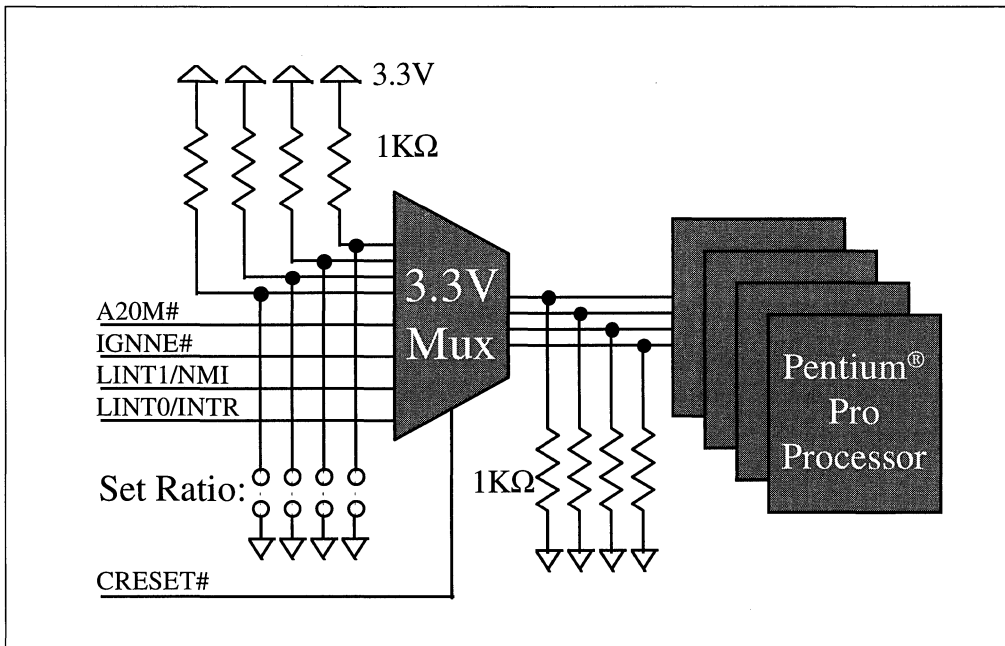 3.3V
1KΩ
3.3V
Mux
A20M#
IGNNE#
LINT1/NMI
LINT0/INTR
Set Ratio:
CRESET#
1KΩ
Pentium®
Pro
Processor